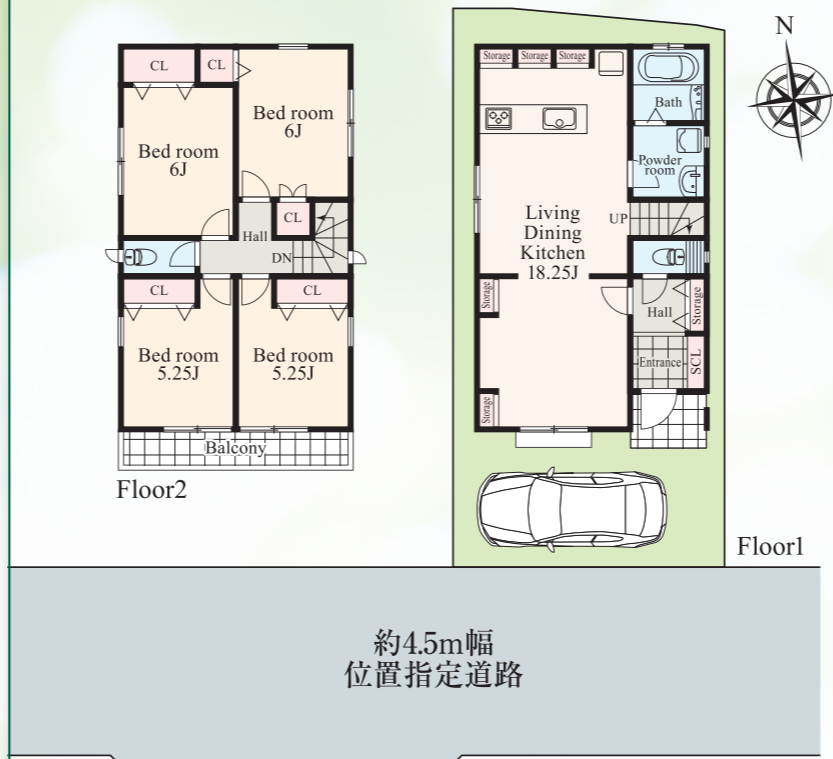 N
CL
CL
Bed room
6J
Bed room
6J
CL
Hall
DN
CL
CL
Bed room
5.25J
Bed room
5.25J
Balcony
Floor2
Storage
Storage
Storage
Bath
Powder
room
Living
Dining
Kitchen
18.25J
UP
Storage
Hall
Storage
Entrance
SCL
Storage
Floor1
約4.5m幅
位置指定道路